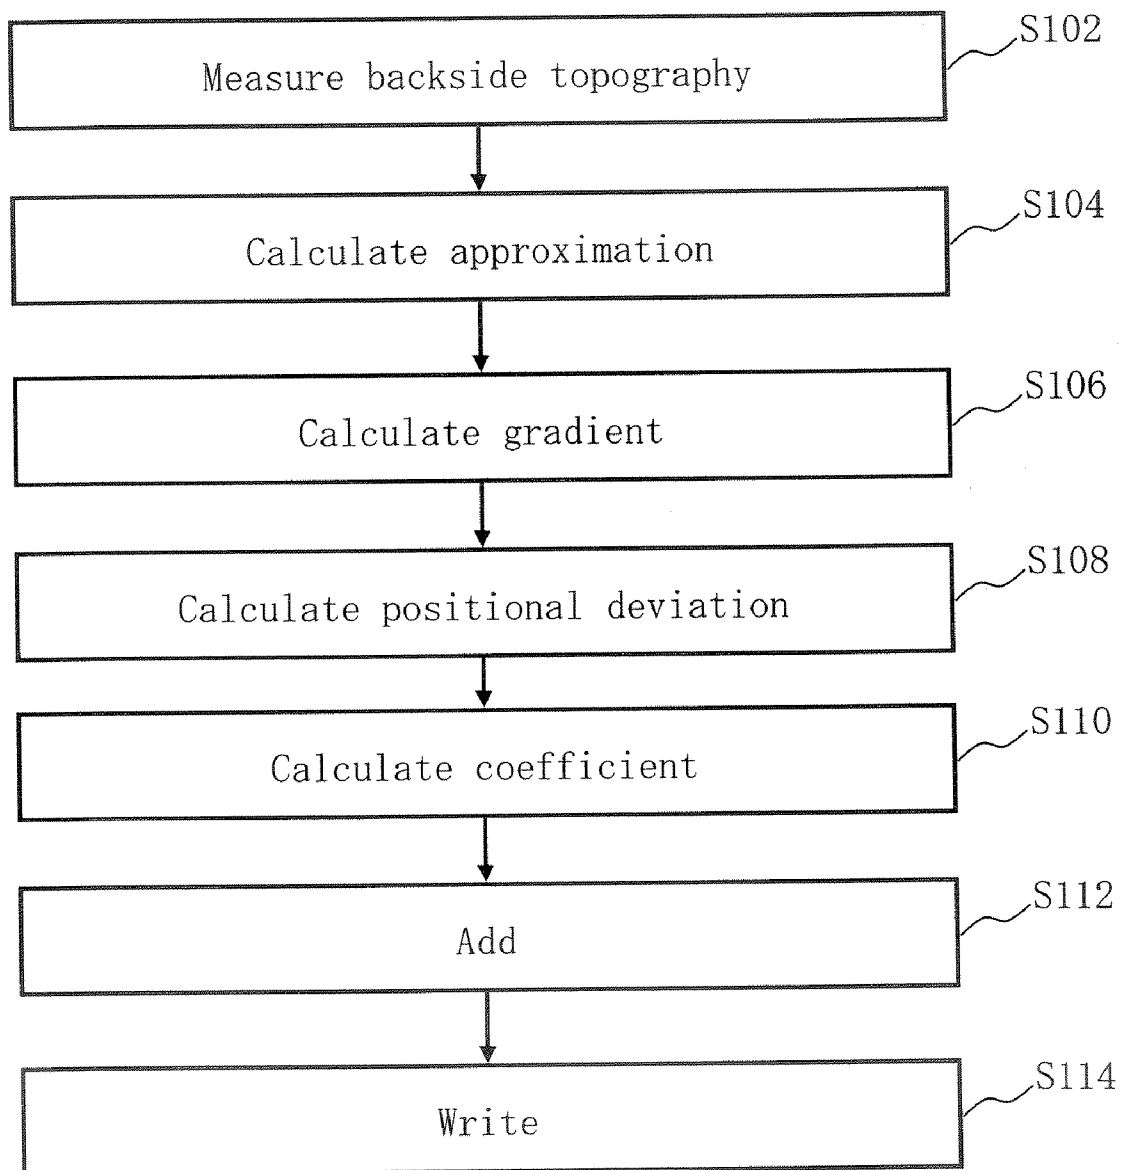 S102
Measure backside topography
S104
Calculate approximation
S106
Calculate gradient
S108
Calculate positional deviation
S110
Calculate coefficient
S112
Add
S114
Write